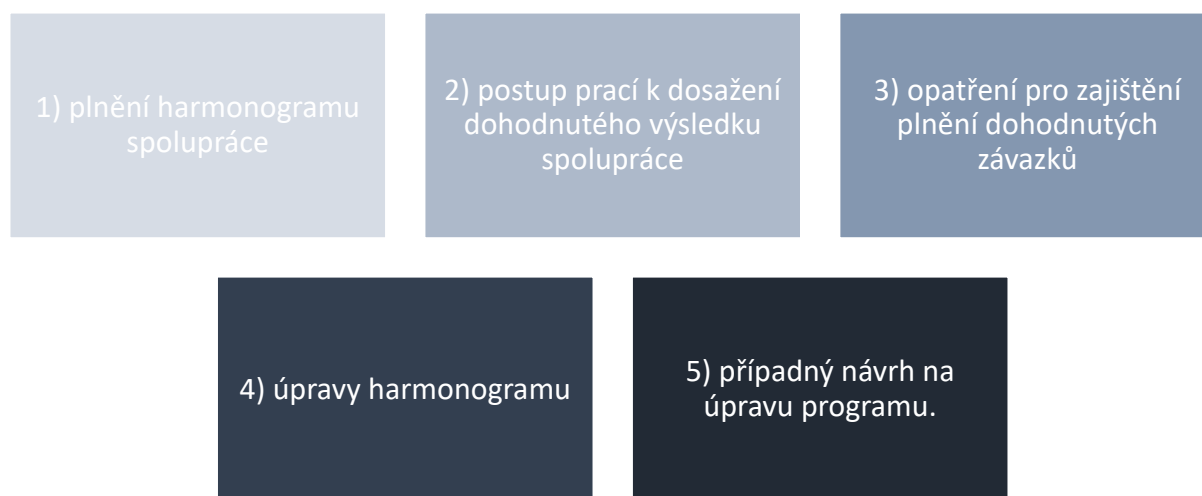 1) plnění harmonogramu
spolupráce
2) postup prací k dosažení
dohodnutého výsledku
spolupráce
3) opatření pro zajištění
plnění dohodnutých
závazků
4) úpravy harmonogramu
5) případný návrh na
úpravu programu.